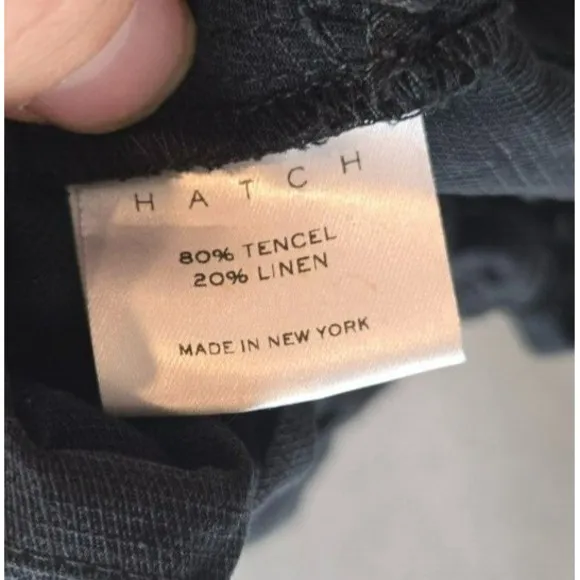 HATCH
80% TENCEL
20% LINEN
MADE IN NEW YORK